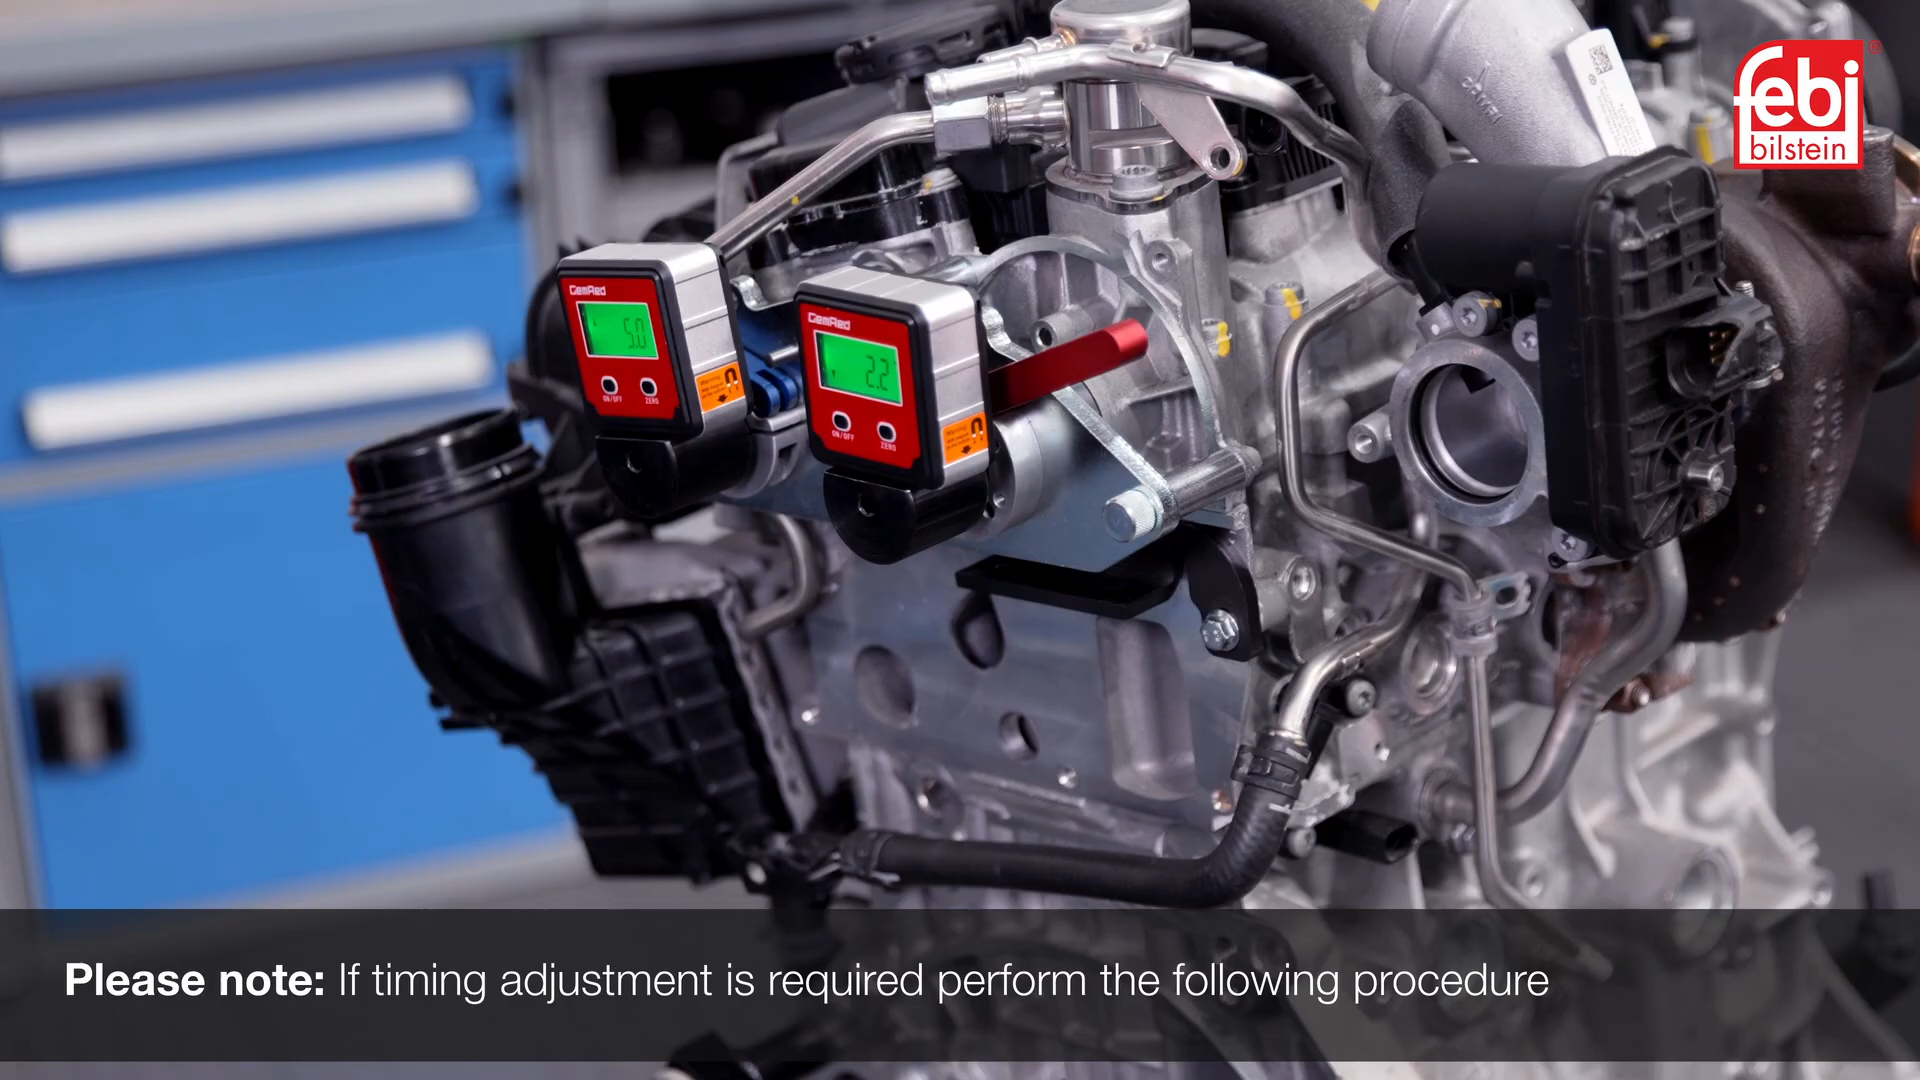 febi
®
bilstein
GemRed
5.0
ON/OFF
ZERO
GemRed
2.2
ON/OFF
ZERO
Please note: If timing adjustment is required perform the following procedure